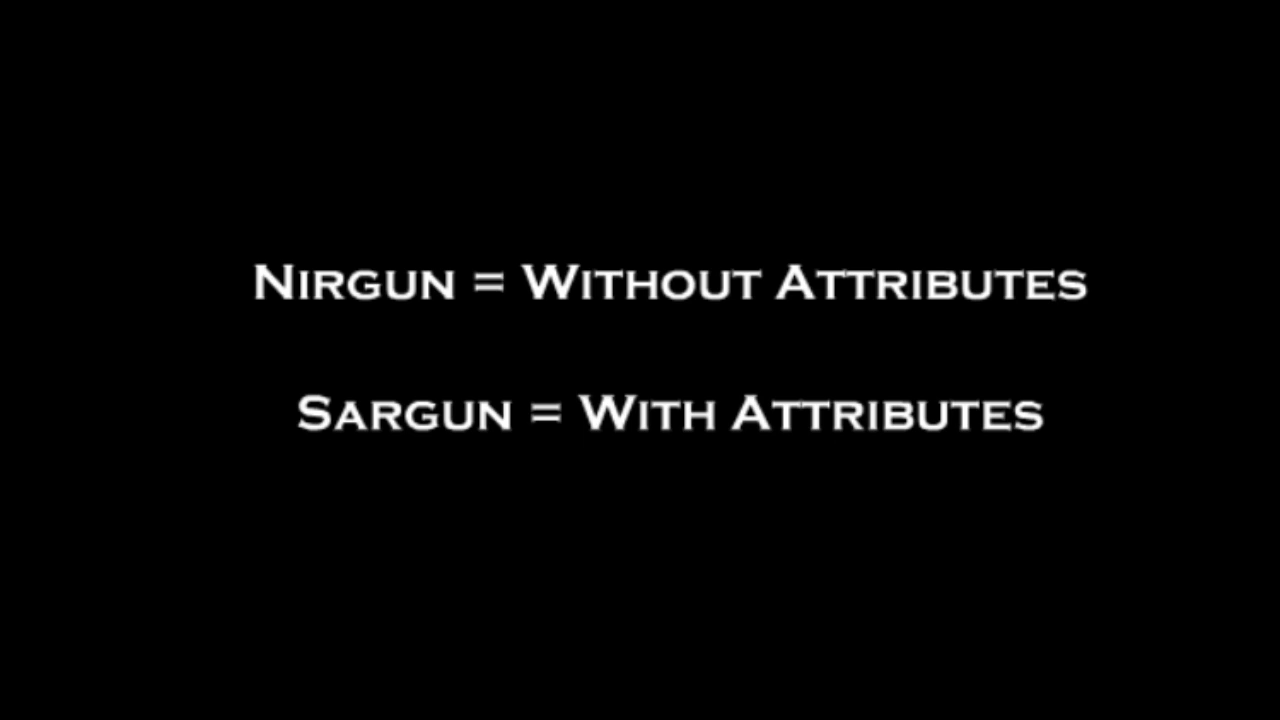 Nirgun = Without Attributes
Sargun = With Attributes